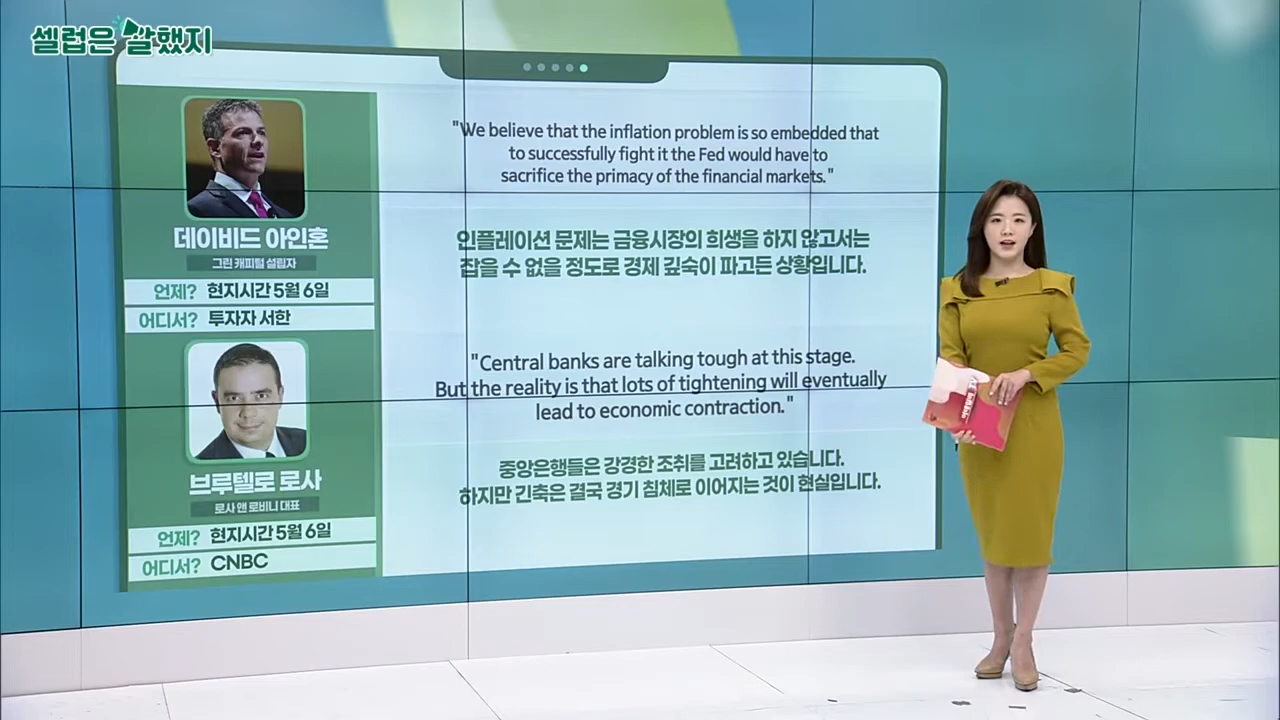 셀럽은 쌀했지
데이비드 아인혼
그린 캐피털 설립자
언제? 현지시간 5월 6일
어디서? 투자자 서한
"We believe that the inflation problem is so embedded that
to successfully fight it the Fed would have to
sacrifice the primacy of the financial markets."
인플레이션 문제는 금융시장의 희생을 하지 않고서는
잡을 수 없을 정도로 경제 깊숙이 파고든 상황입니다.
브루텔로 로사
로사 앤 로비니 대표
언제? 현지시간 5월 6일
어디서? CNBC
"Central banks are talking tough at this stage.
But the reality is that lots of tightening will eventually
lead to economic contraction."
중앙은행들은 강경한 조취를 고려하고 있습니다.
하지만 긴축은 결국 경기 침체로 이어지는 것이 현실입니다.